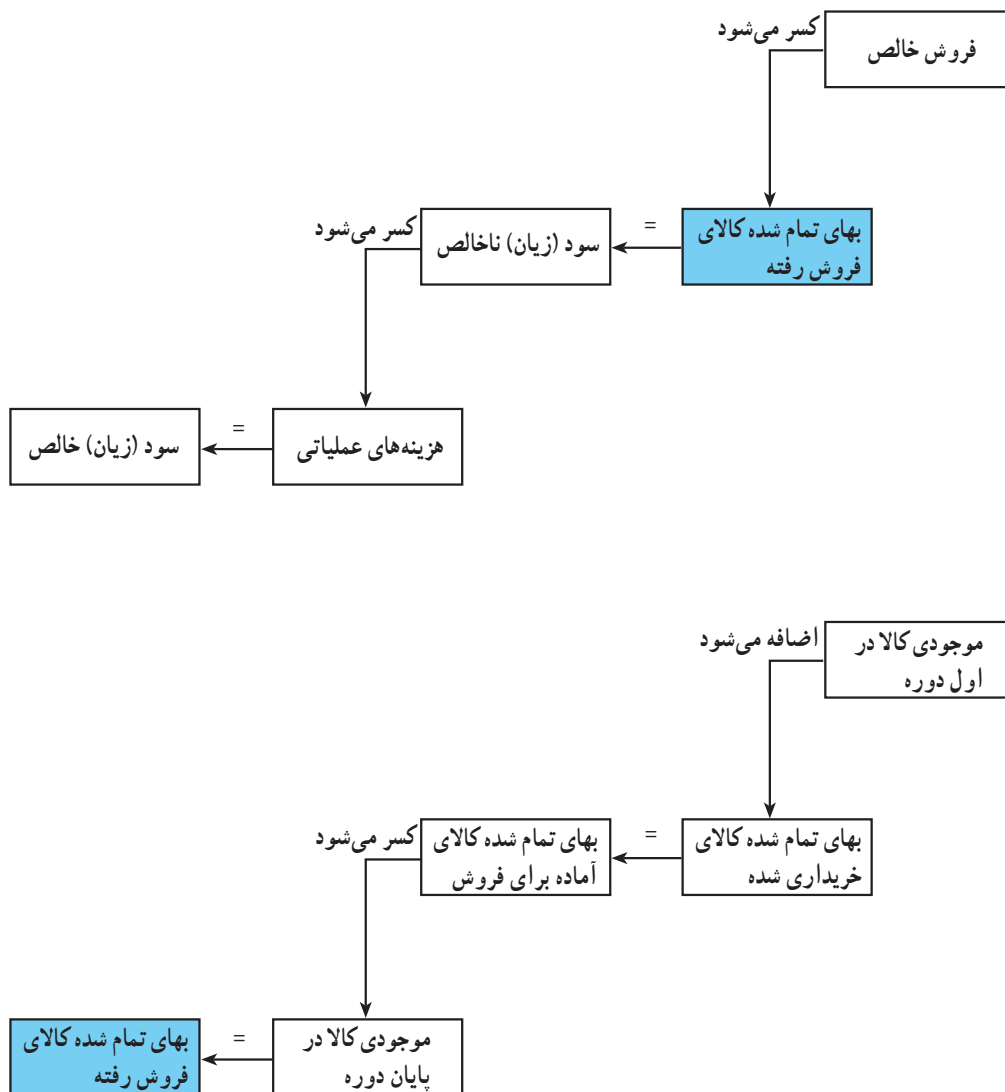 فروش خالص
کسر می‌شود
بهای تمام شده کالای
فروش رفته
=
سود (زیان) ناخالص
کسر می‌شود
هزینه‌های عملیاتی
=
سود (زیان) خالص
موجودی کالا در
اول دوره
اضافه می‌شود
بهای تمام شده کالای
خریداری شده
=
بهای تمام شده کالای
آماده برای فروش
کسر می‌شود
موجودی کالا در
پایان دوره
=
بهای تمام شده کالای
فروش رفته